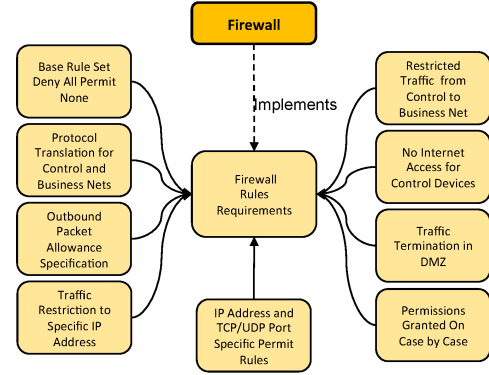 Firewall
Implements
Base Rule Set
Deny All Permit
None
Protocol
Translation for
Control and
Business Nets
Outbound
Packet
Allowance
Specification
Traffic
Restriction to
Specific IP
Address
Firewall
Rules
Requirements
IP Address and
TCP/UDP Port
Specific Permit
Rules
Restricted
Traffic from
Control to
Business Net
No Internet
Access for
Control Devices
Traffic
Termination in
DMZ
Permissions
Granted On
Case by Case